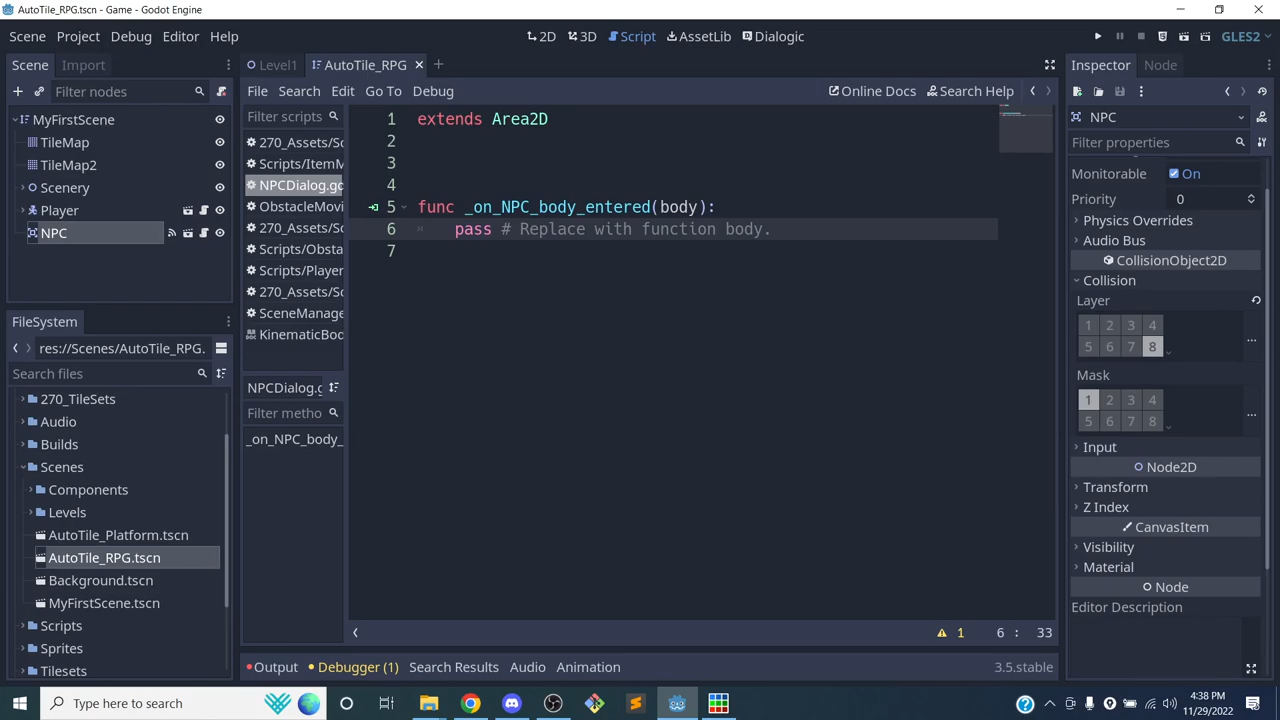 AutoTile_RPG.tscn - Game - Godot Engine
Scene Project Debug Editor Help
2D 3D Script AssetLib Dialogic
GLES2
Scene Import
Filter nodes
MyFirstScene
TileMap
TileMap2
Scenery
Player
NPC
FileSystem
res://Scenes/AutoTile_RPG.
Search files
270_TileSets
Audio
Builds
Scenes
Components
Levels
AutoTile_Platform.tscn
AutoTile_RPG.tscn
Background.tscn
MyFirstScene.tscn
Scripts
Sprites
Tilesets
Level1 AutoTile_RPG
File Search Edit Go To Debug
Online Docs Search Help
Filter scripts
270_Assets/Sc
Scripts/ItemM
NPCDialog.gd
ObstacleMovi
270_Assets/Sc
Scripts/Obsta
Scripts/Player
270_Assets/Sc
SceneManage
KinematicBod
NPCDialog.g
Filter metho
_on_NPC_body_
1 extends Area2D
2
3
4
5 func _on_NPC_body_entered(body):
6 pass # Replace with function body.
7
1 6 : 33
Output Debugger (1) Search Results Audio Animation
3.5.stable
Inspector Node
NPC
Filter properties
Monitorable On
Priority 0
Physics Overrides
Audio Bus
CollisionObject2D
Collision
Layer
1 2 3 4
5 6 7 8
Mask
1 2 3 4
5 6 7 8
Input
Node2D
Transform
Z Index
CanvasItem
Visibility
Material
Node
Editor Description
Type here to search
4:38 PM
11/29/2022